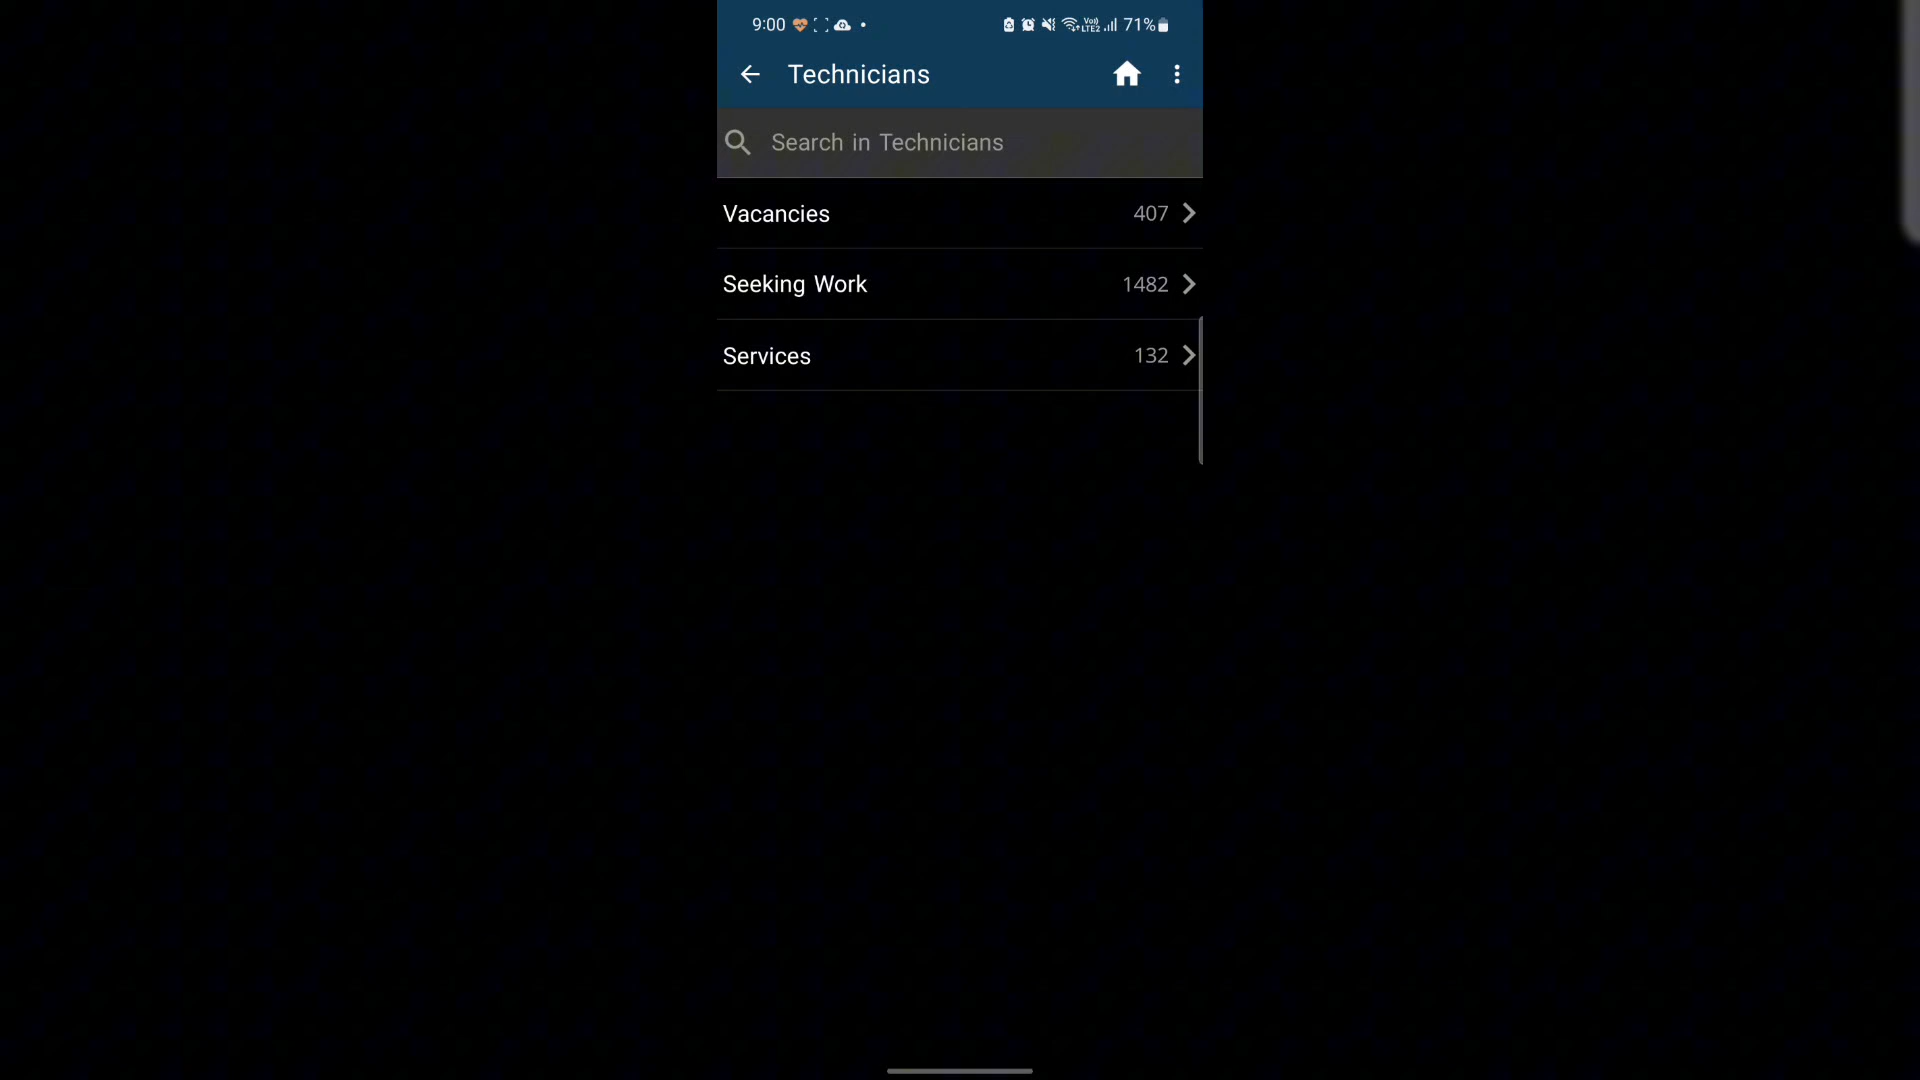 9:00 71%
Technicians
Search in Technicians
Vacancies 407
Seeking Work 1482
Services 132